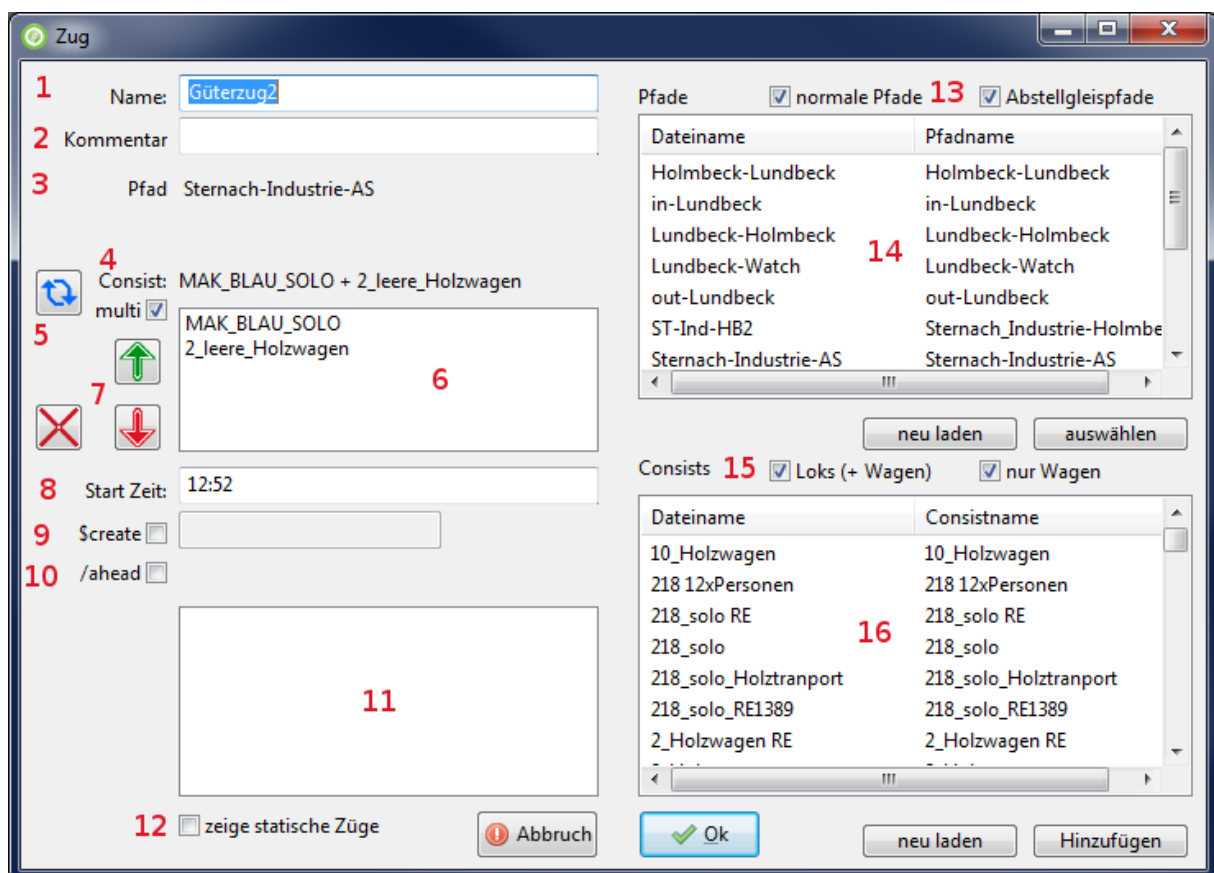 Zug
1 Name: Güterzug2
2 Kommentar
3 Pfad Sternach-Industrie-AS
4
Consist: MAK_BLAU_SOLO + 2_leere_Holzwagen
multi
5
MAK_BLAU_SOLO
2_leere_Holzwagen
6
7
8 Start Zeit: 12:52
9 $create
10 /ahead
11
12 zeige statische Züge
Abbruch
Pfade normale Pfade 13 Abstellgleispfade
Dateiname Pfadname
Holmbeck-Lundbeck Holmbeck-Lundbeck
in-Lundbeck in-Lundbeck
Lundbeck-Holmbeck 14 Lundbeck-Holmbeck
Lundbeck-Watch Lundbeck-Watch
out-Lundbeck out-Lundbeck
ST-Ind-HB2 Sternach_Industrie-Holmbe
Sternach-Industrie-AS Sternach-Industrie-AS
neu laden auswählen
Consists 15 Loks (+ Wagen) nur Wagen
Dateiname Consistname
10_Holzwagen 10_Holzwagen
218 12xPersonen 218 12xPersonen
218_solo RE 218_solo RE
16
218_solo 218_solo
218_solo_Holztranport 218_solo_Holztranport
218_solo_RE1389 218_solo_RE1389
2_Holzwagen RE 2_Holzwagen RE
Ok
neu laden Hinzufügen